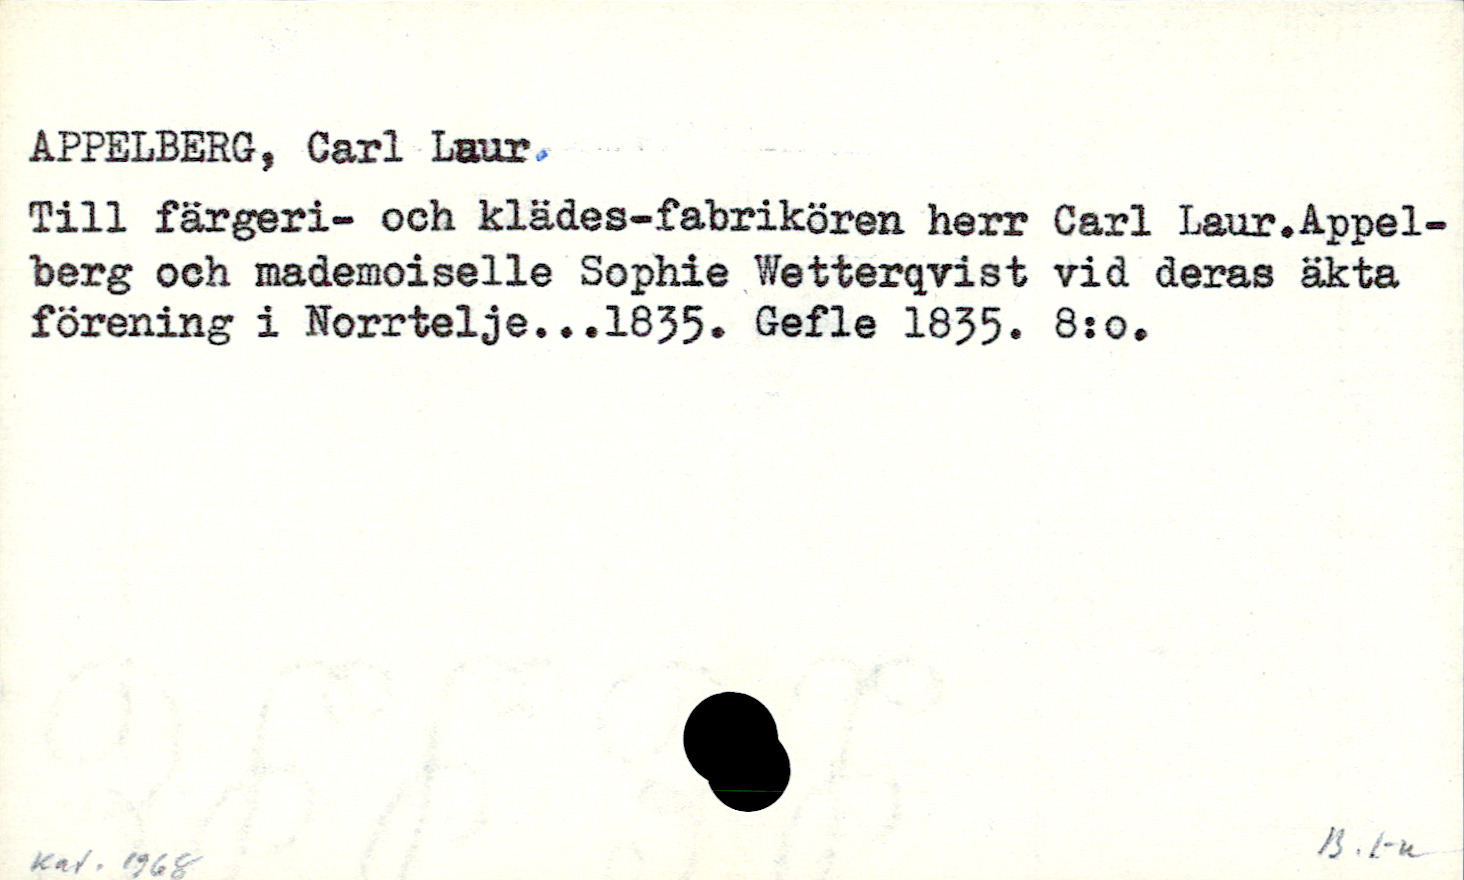 APPELBERG, Carl Laur.
Till färgeri- och klädes-fabrikören herr Carl Laur.Appel-
berg och mademoiselle Sophie Wetterqvist vid deras äkta
förening i Norrtelje...1835. Gefle 1835. 8:o.
Kat. 1968